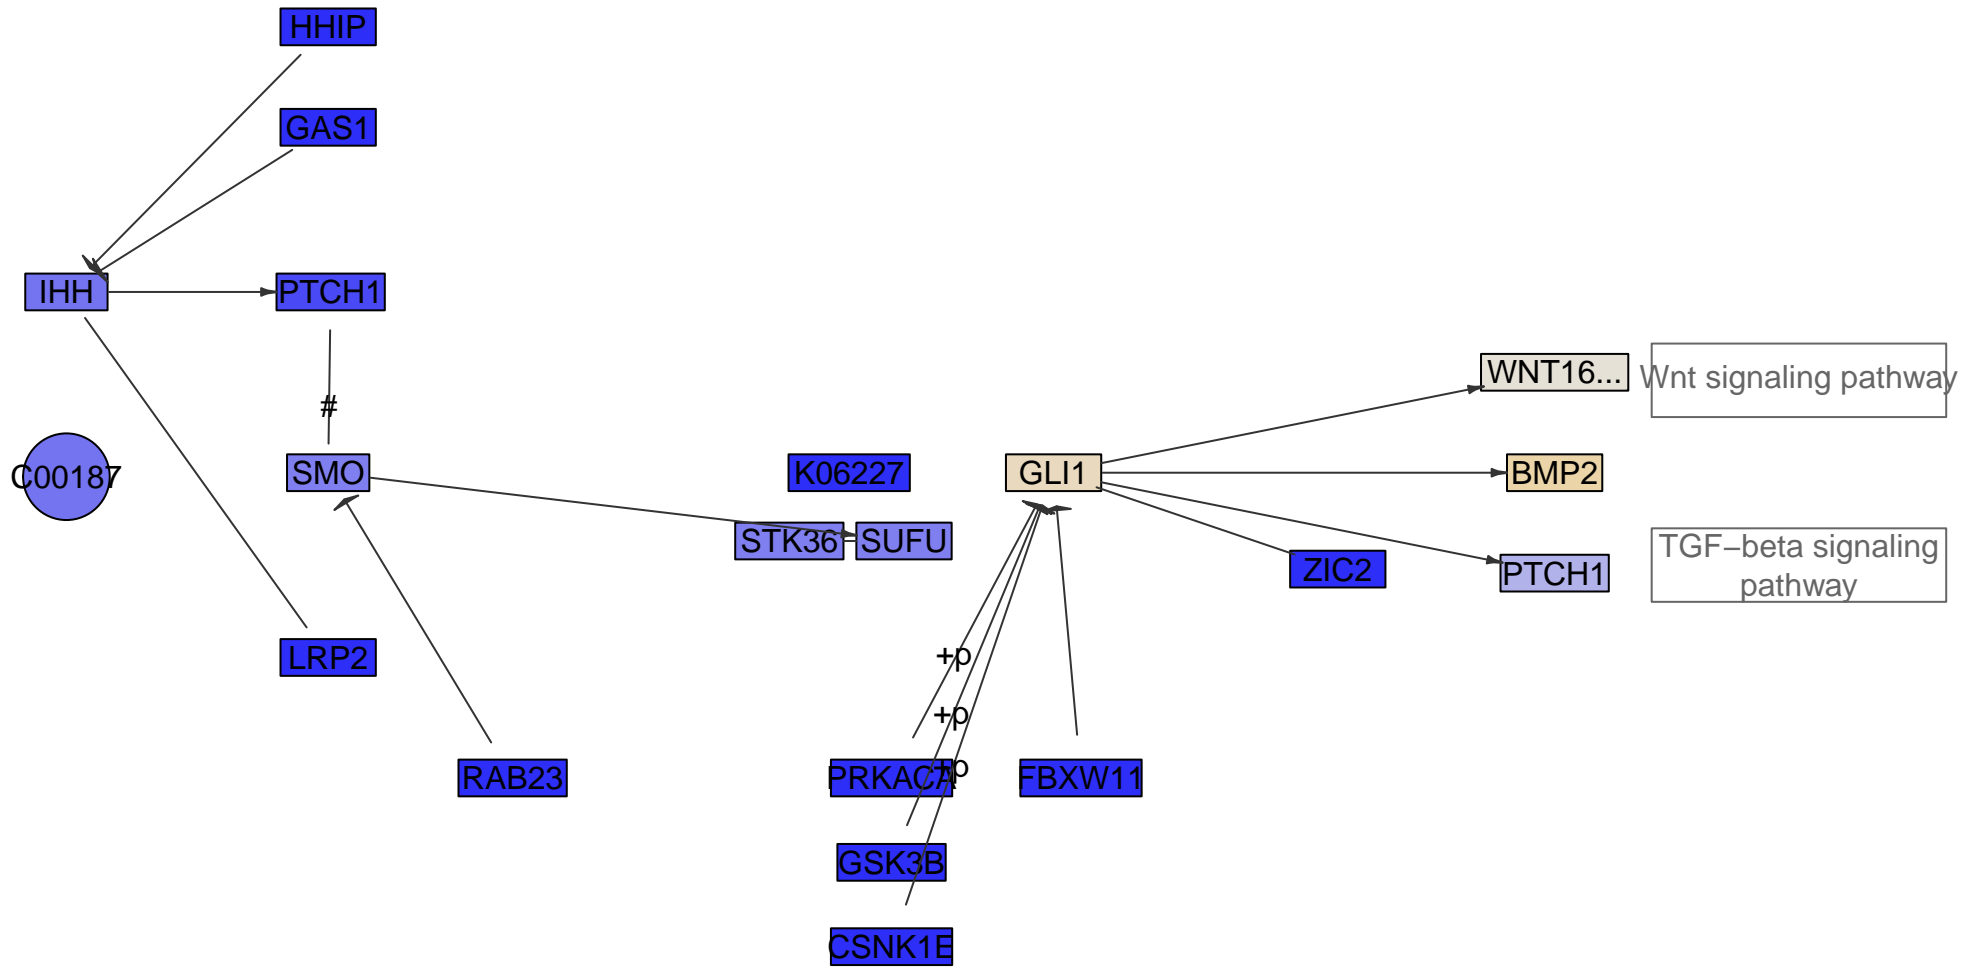 HHIP
GAS1
IHH
PTCH1
WNT16...
Wnt signaling pathway
#
C00187
SMO
K06227
GLI1
BMP2
STK36
SUFU
ZIC2
PTCH1
TGF−beta signaling
pathway
LRP2
+p
+p
+p
RAB23
PRKACA
FBXW11
GSK3B
CSNK1E